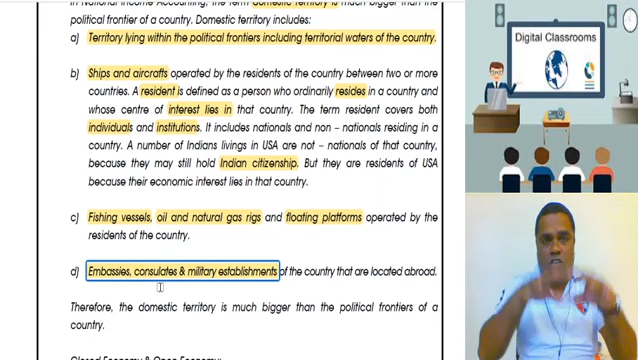 In National Income Accounting, the term domestic territory is much bigger than the
political frontier of a country. Domestic territory includes:
a) Territory lying within the political frontiers including territorial waters of the country.
b) Ships and aircrafts operated by the residents of the country between two or more
countries. A resident is defined as a person who ordinarily resides in a country and
whose centre of interest lies in that country. The term resident covers both
individuals and institutions. It includes nationals and non – nationals residing in a
country. A number of Indians living in USA are not – nationals of that country,
because they may still hold Indian citizenship. But they are residents of USA
because their economic interest lies in that country.
c) Fishing vessels, oil and natural gas rigs and floating platforms operated by the
residents of the country.
d) Embassies, consulates & military establishments of the country that are located abroad.
Therefore, the domestic territory is much bigger than the political frontiers of a
country.
Closed Economy & Open Economy:
Digital Classrooms